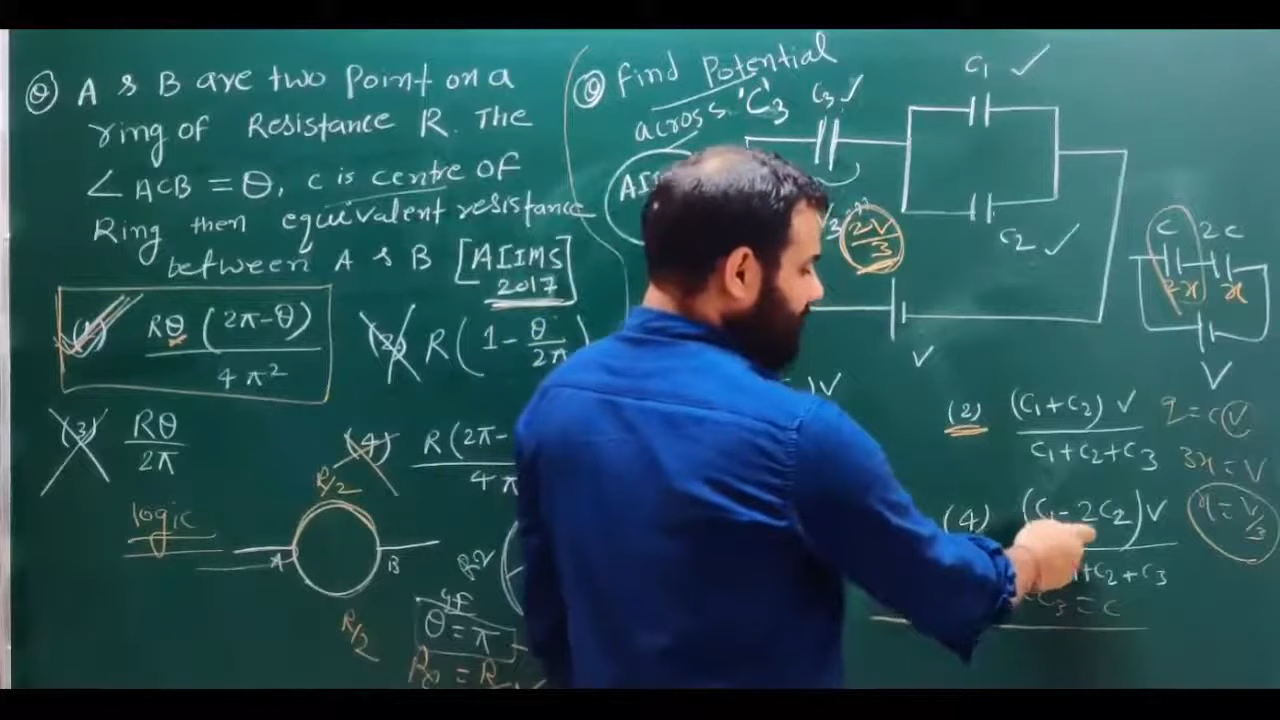 Q A & B are two Point on a
ring of Resistance R. The
∠ACB = θ, C is centre of
Ring then equivalent resistance
between A & B [AIIMS
2017]
(1) Rθ (2π-θ)
4π²
(2) R(1 - θ
2π)
(3) Rθ
2π
(4) R(2π-
4π
logic
R/2
A
B
R/2
If
θ = π
Q Find Potential
across 'C3'
C3
AI
C1
C2
2V
3
V
C
2C
2x
x
V
)V
(2) (C1+C2) V
C1+C2+C3
q = CV
3x = V
x = V/3
(4) (C1-2C2)V
+C2+C3
C3 = C